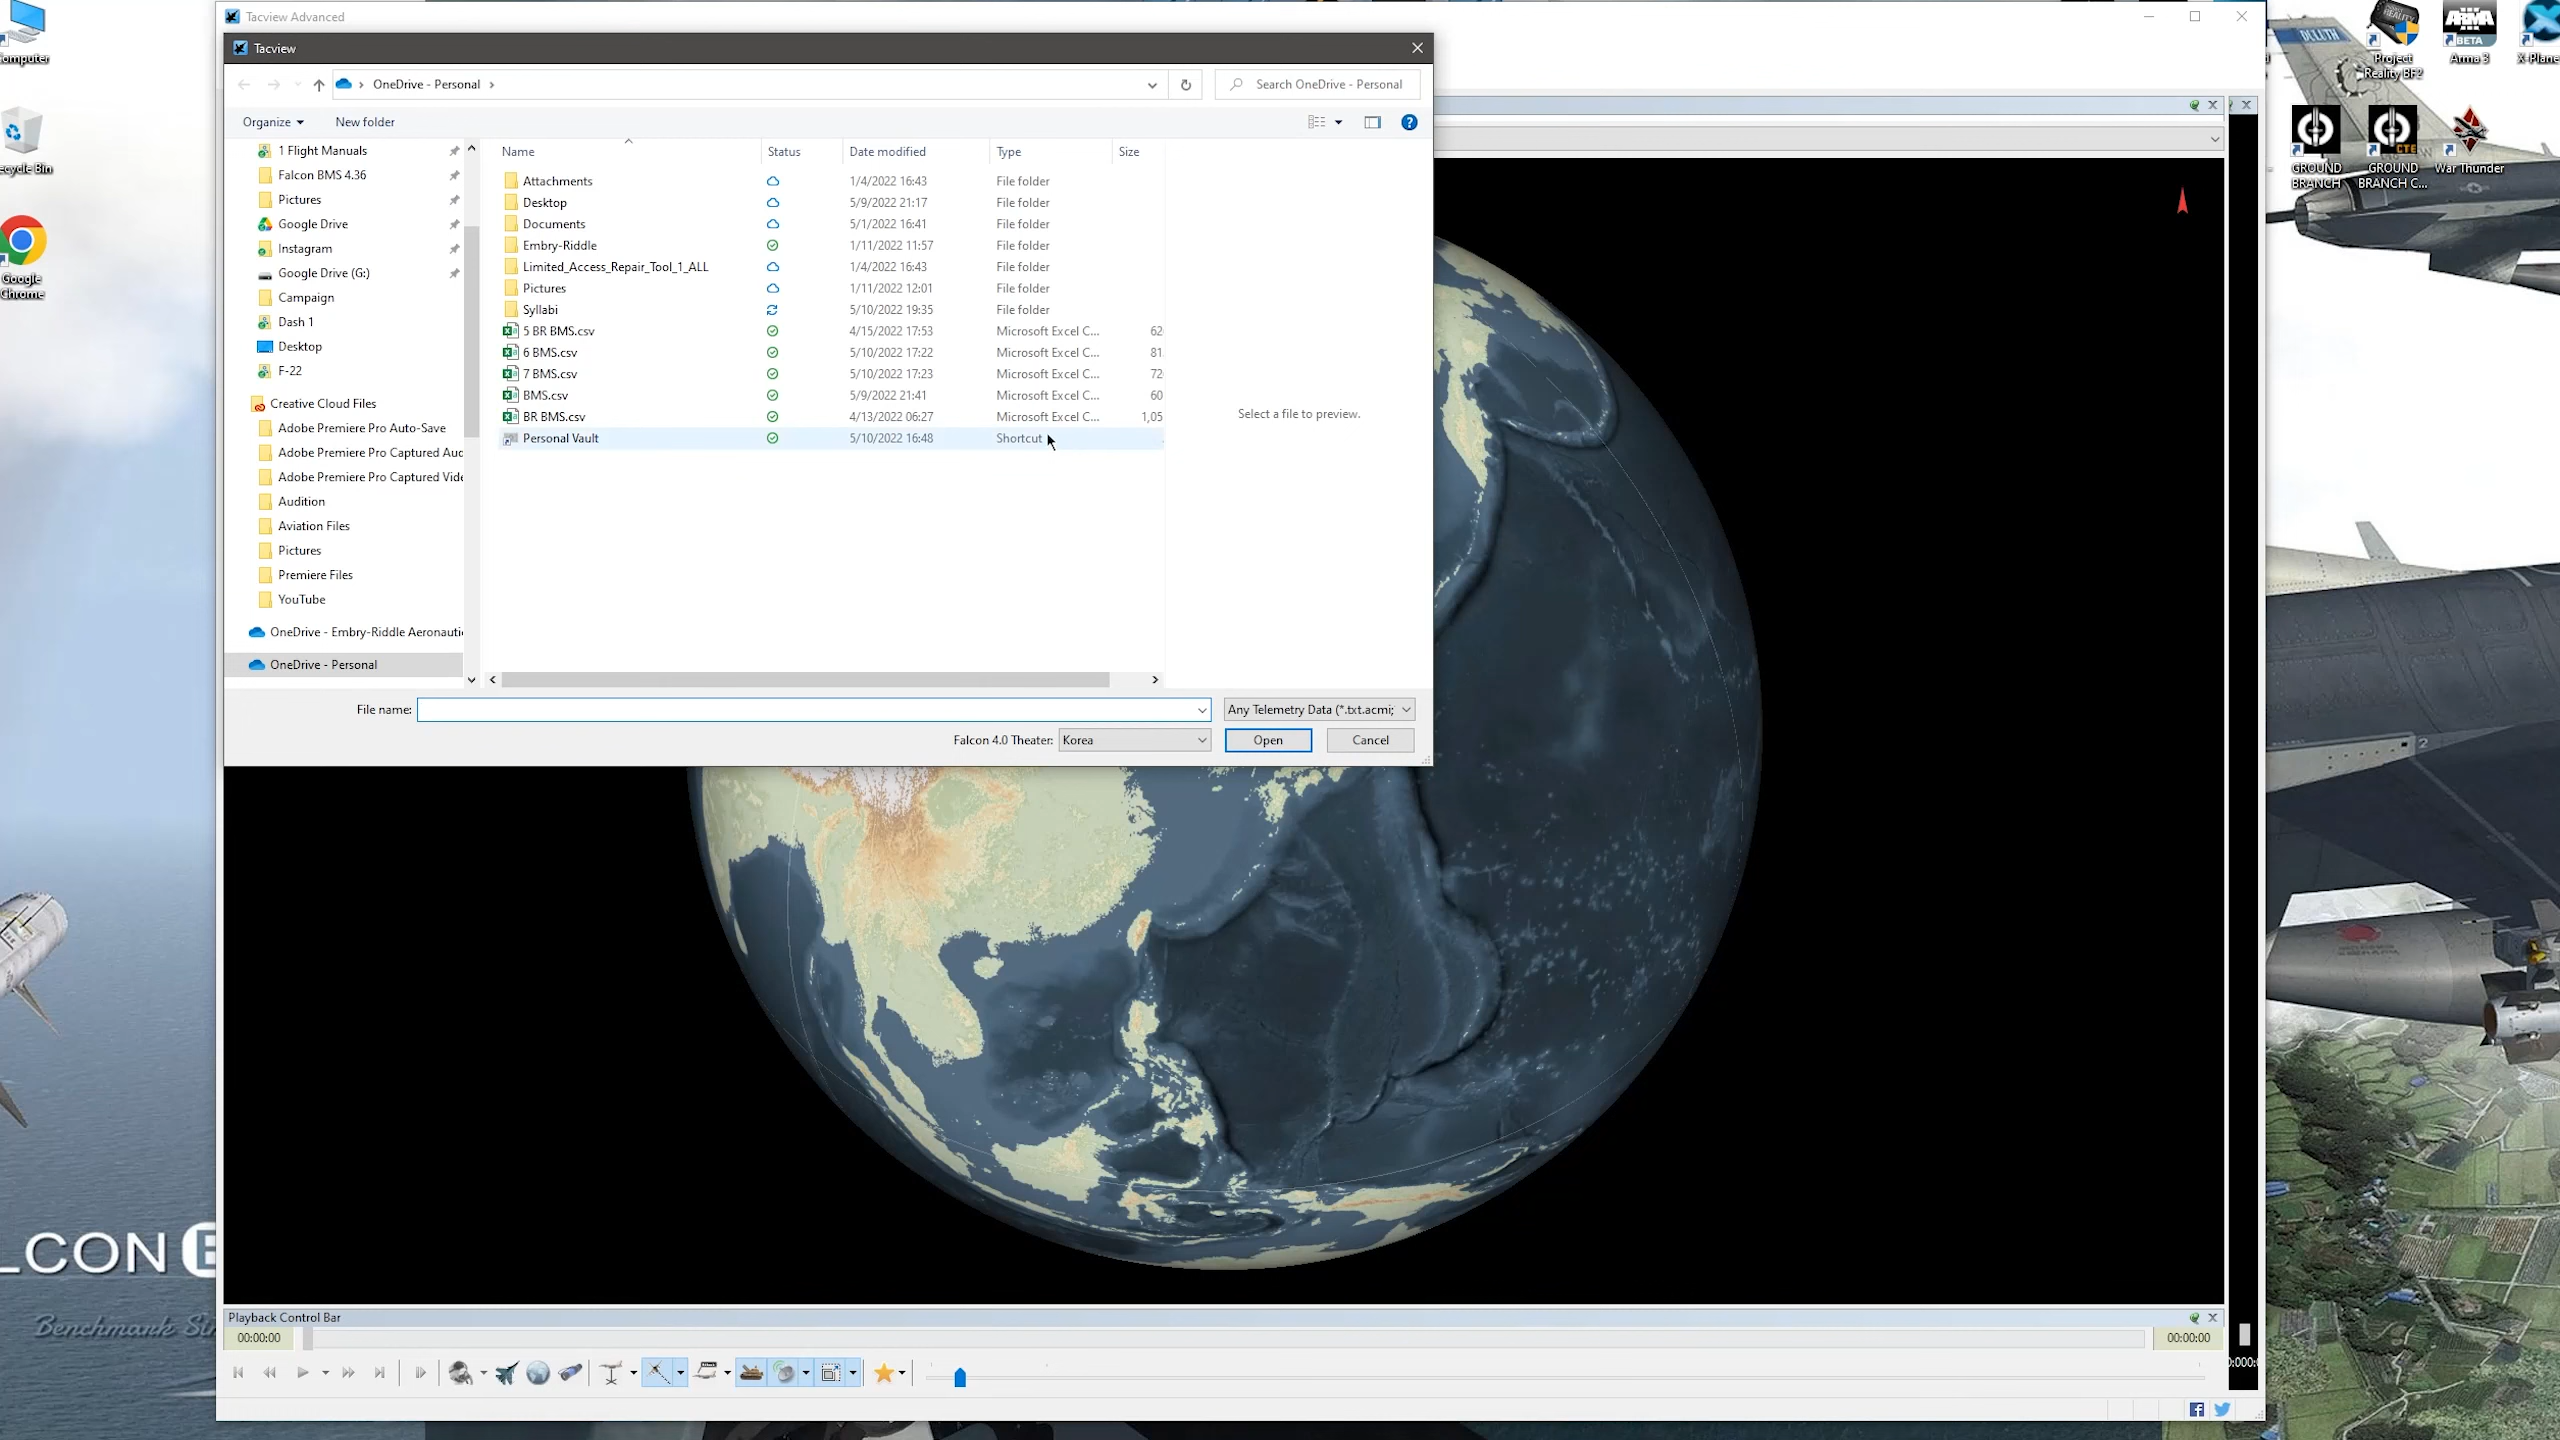 Tacview Advanced
Tacview
OneDrive - Personal
Search OneDrive - Personal
Organize
New folder
1 Flight Manuals
Falcon BMS 4.36
Pictures
Google Drive
Instagram
Google Drive (G:)
Campaign
Dash 1
Desktop
F-22
Creative Cloud Files
Adobe Premiere Pro Auto-Save
Adobe Premiere Pro Captured Auc
Adobe Premiere Pro Captured Vide
Audition
Aviation Files
Pictures
Premiere Files
YouTube
OneDrive - Embry-Riddle Aeronauti
OneDrive - Personal
Name Status Date modified Type Size
Attachments 1/4/2022 16:43 File folder
Desktop 5/9/2022 21:17 File folder
Documents 5/1/2022 16:41 File folder
Embry-Riddle 1/11/2022 11:57 File folder
Limited_Access_Repair_Tool_1_ALL 1/4/2022 16:43 File folder
Pictures 1/11/2022 12:01 File folder
Syllabi 5/10/2022 19:35 File folder
5 BR BMS.csv 4/15/2022 17:53 Microsoft Excel C... 62
6 BMS.csv 5/10/2022 17:22 Microsoft Excel C... 81
7 BMS.csv 5/10/2022 17:23 Microsoft Excel C... 72
BMS.csv 5/9/2022 21:41 Microsoft Excel C... 60
BR BMS.csv 4/13/2022 06:27 Microsoft Excel C... 1,05
Personal Vault 5/10/2022 16:48 Shortcut
Select a file to preview.
File name:
Any Telemetry Data (*.txt.acmi;
Falcon 4.0 Theater: Korea
Open
Cancel
Playback Control Bar
00:00:00
00:00:00
:000:
omputer
ecycle Bin
Google
Chrome
DULUTH
Project
Reality BF2
ARMA
BETA
Arma 3
X-Plane
GROUND
BRANCH
CTE
GROUND
BRANCH C...
War Thunder
LCON B
Benchmark Si
2